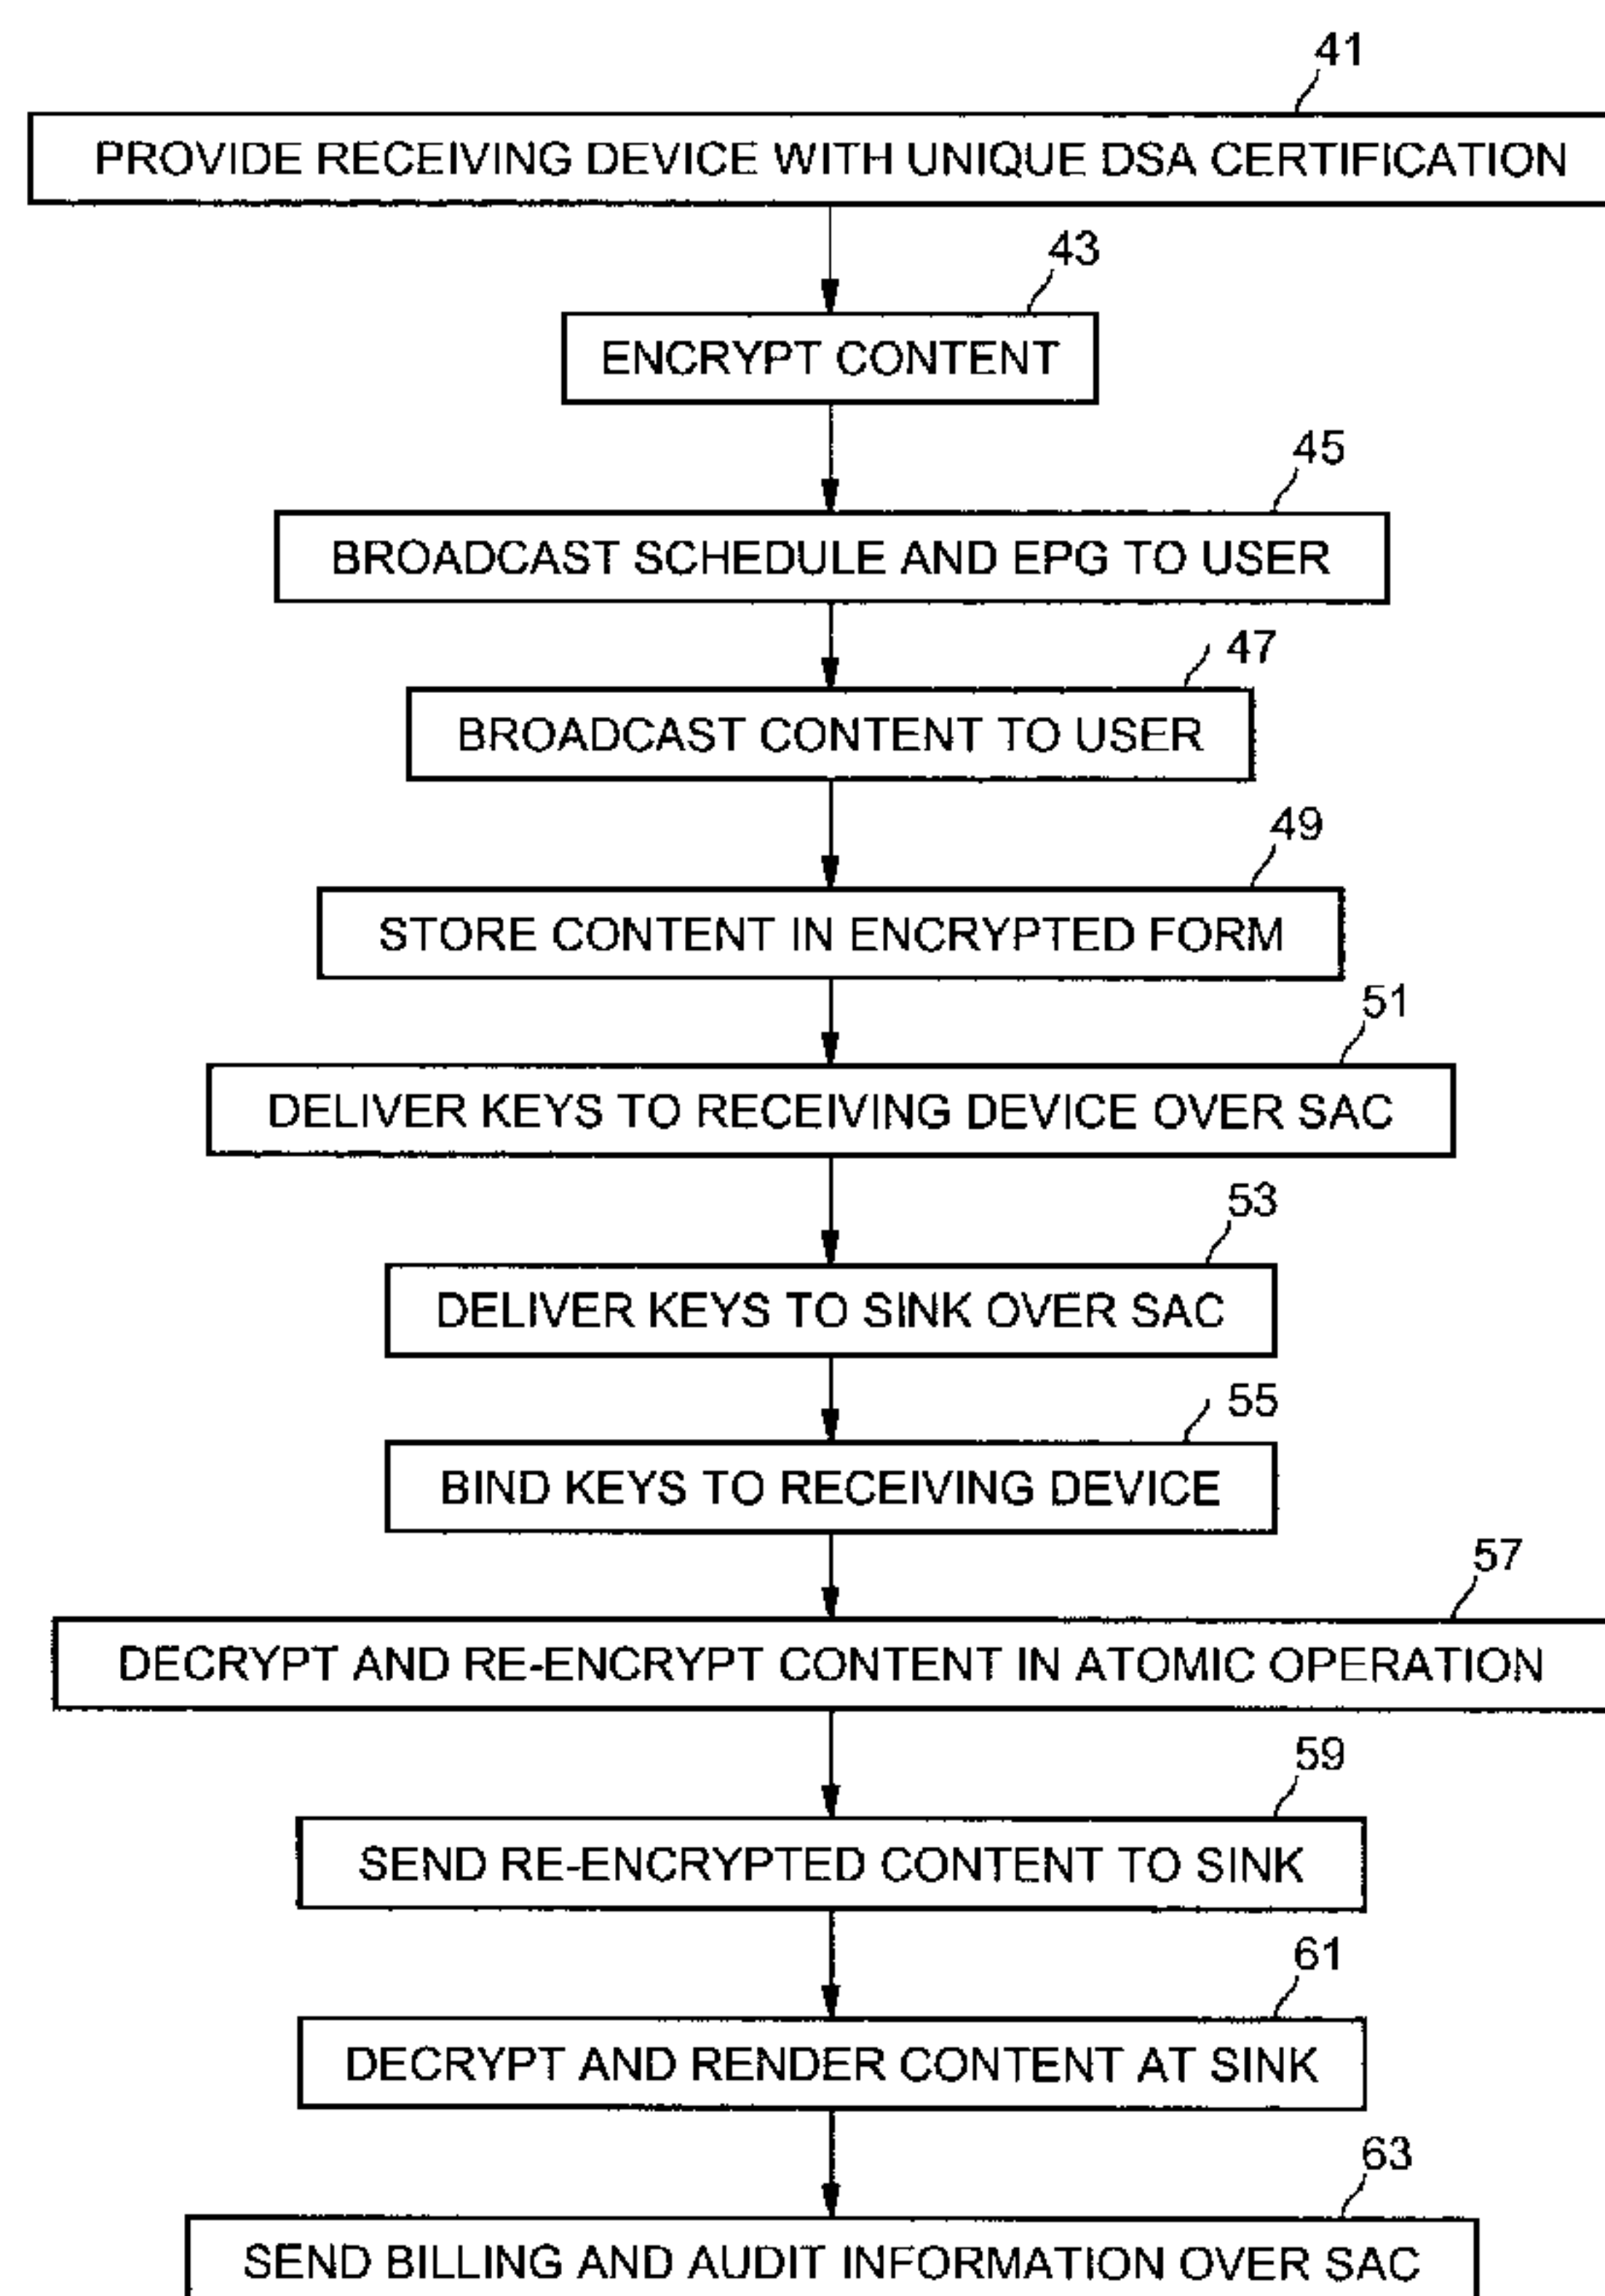 41
PROVIDE RECEIVING DEVICE WITH UNIQUE DSA CERTIFICATION
43
ENCRYPT CONTENT
45
BROADCAST SCHEDULE AND EPG TO USER
47
BROADCAST CONTENT TO USER
49
STORE CONTENT IN ENCRYPTED FORM
51
DELIVER KEYS TO RECEIVING DEVICE OVER SAC
53
DELIVER KEYS TO SINK OVER SAC
55
BIND KEYS TO RECEIVING DEVICE
57
DECRYPT AND RE-ENCRYPT CONTENT IN ATOMIC OPERATION
59
SEND RE-ENCRYPTED CONTENT TO SINK
61
DECRYPT AND RENDER CONTENT AT SINK
63
SEND BILLING AND AUDIT INFORMATION OVER SAC